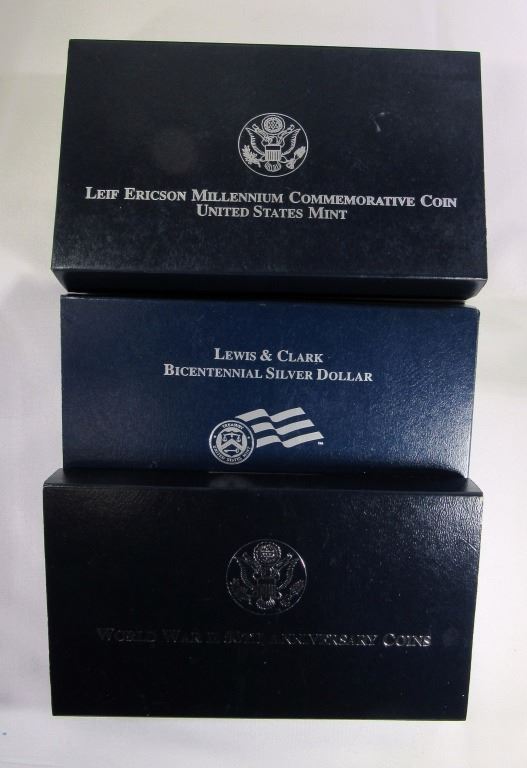 LEIF ERICSON MILLENNIUM COMMEMORATIVE COIN
UNITED STATES MINT
LEWIS & CLARK
BICENTENNIAL SILVER DOLLAR
WORLD WAR II 50TH ANNIVERSARY COINS